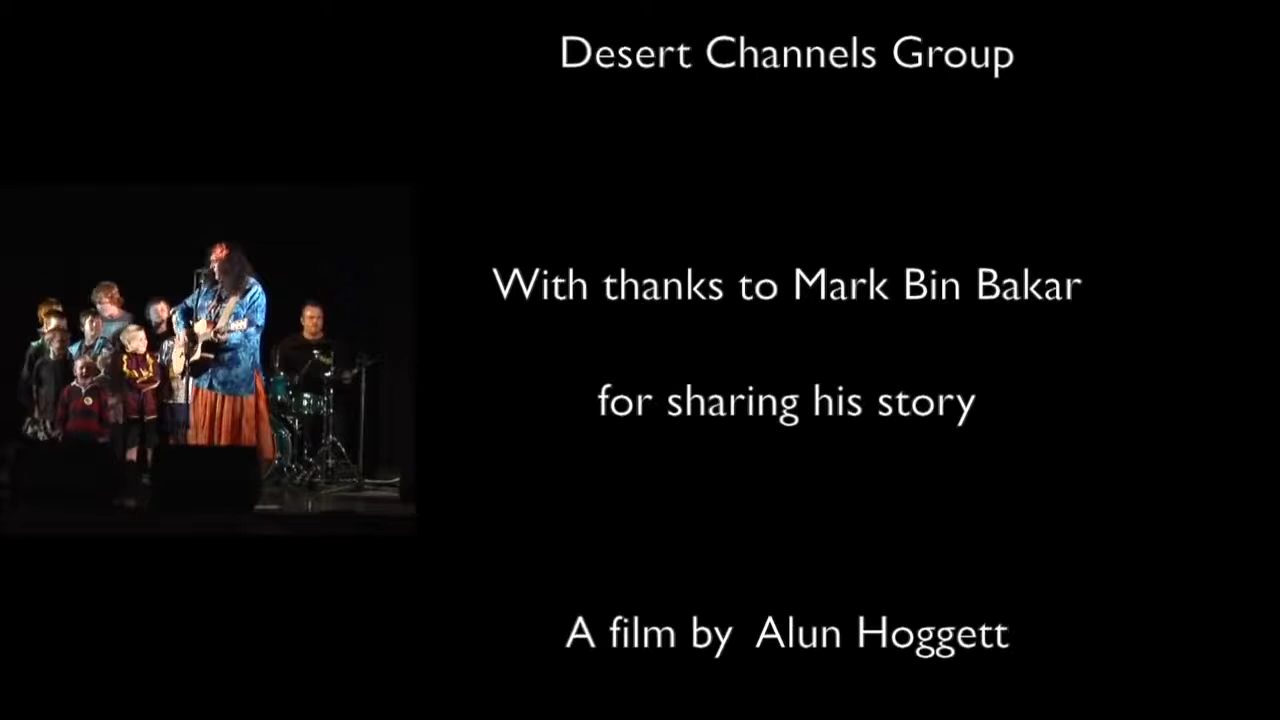 Desert Channels Group
With thanks to Mark Bin Bakar
for sharing his story
A film by Alun Hoggett